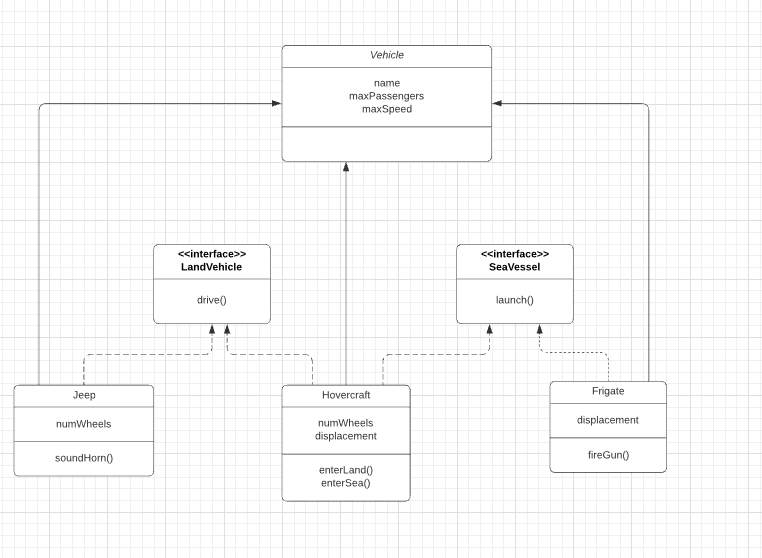 Vehicle
name
maxPassengers
maxSpeed
<<interface>>
LandVehicle
drive()
<<interface>>
SeaVessel
launch()
Jeep
numWheels
soundHorn()
Hovercraft
numWheels
displacement
enterLand()
enterSea()
Frigate
displacement
fireGun()